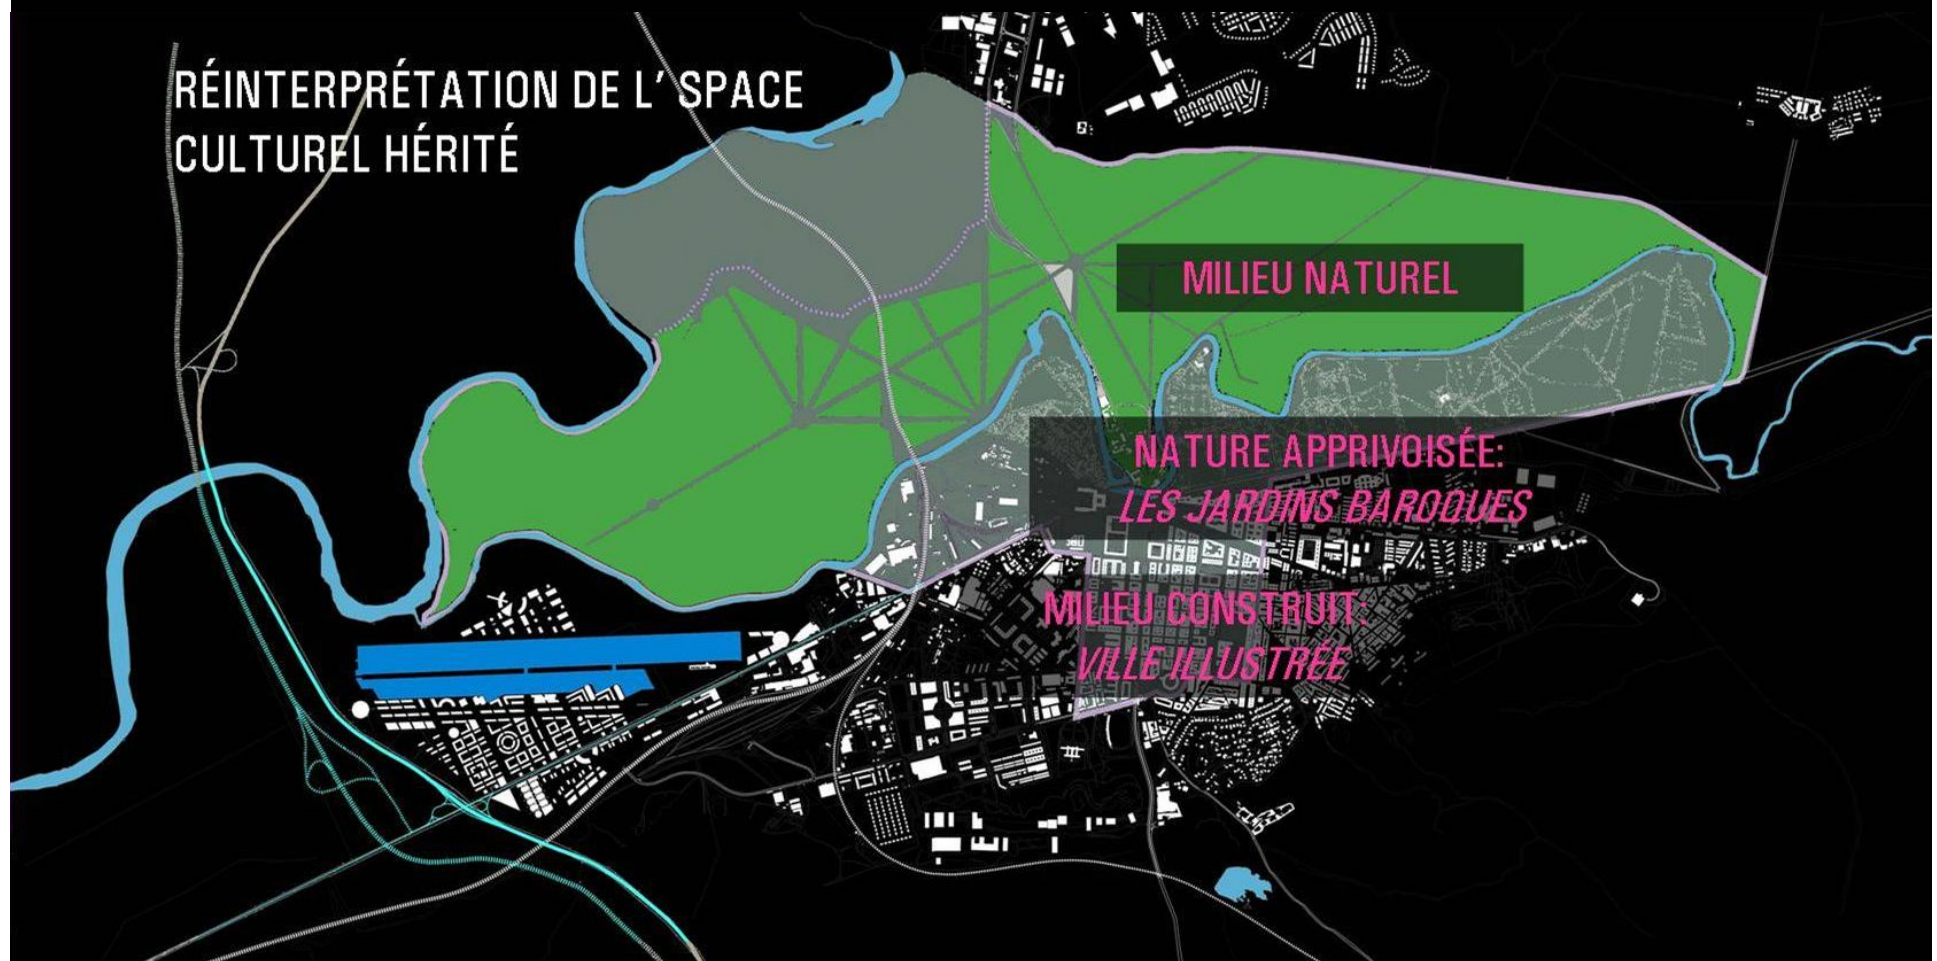 RÉINTERPRÉTATION DE L' SPACE
CULTUREL HÉRITÉ
MILIEU NATUREL
NATURE APPRIVOISÉE:
LES JARDINS BAROQUES
MILIEU CONSTRUIT:
VILLE ILLUSTRÉE